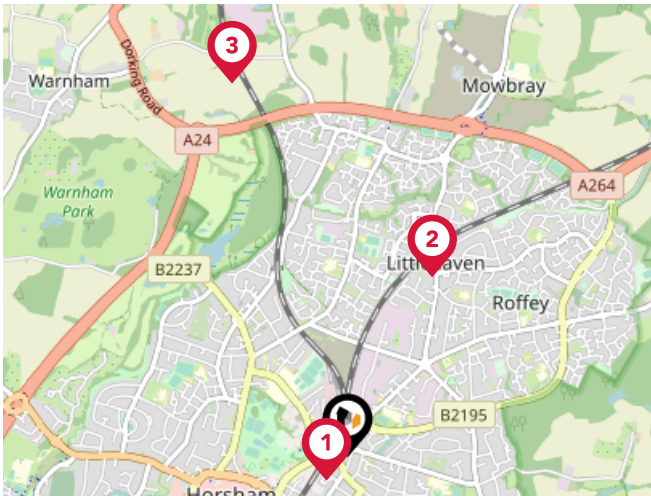 3
Warnham
Dorking Road
Mowbray
A24
A264
Warnham
Park
2
Littlehaven
B2237
Roffey
B2195
1
Horsham